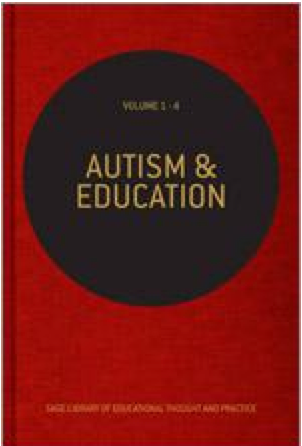 VOLUME 1 - 4
AUTISM &
EDUCATION
SAGE LIBRARY OF EDUCATIONAL THOUGHT AND PRACTICE